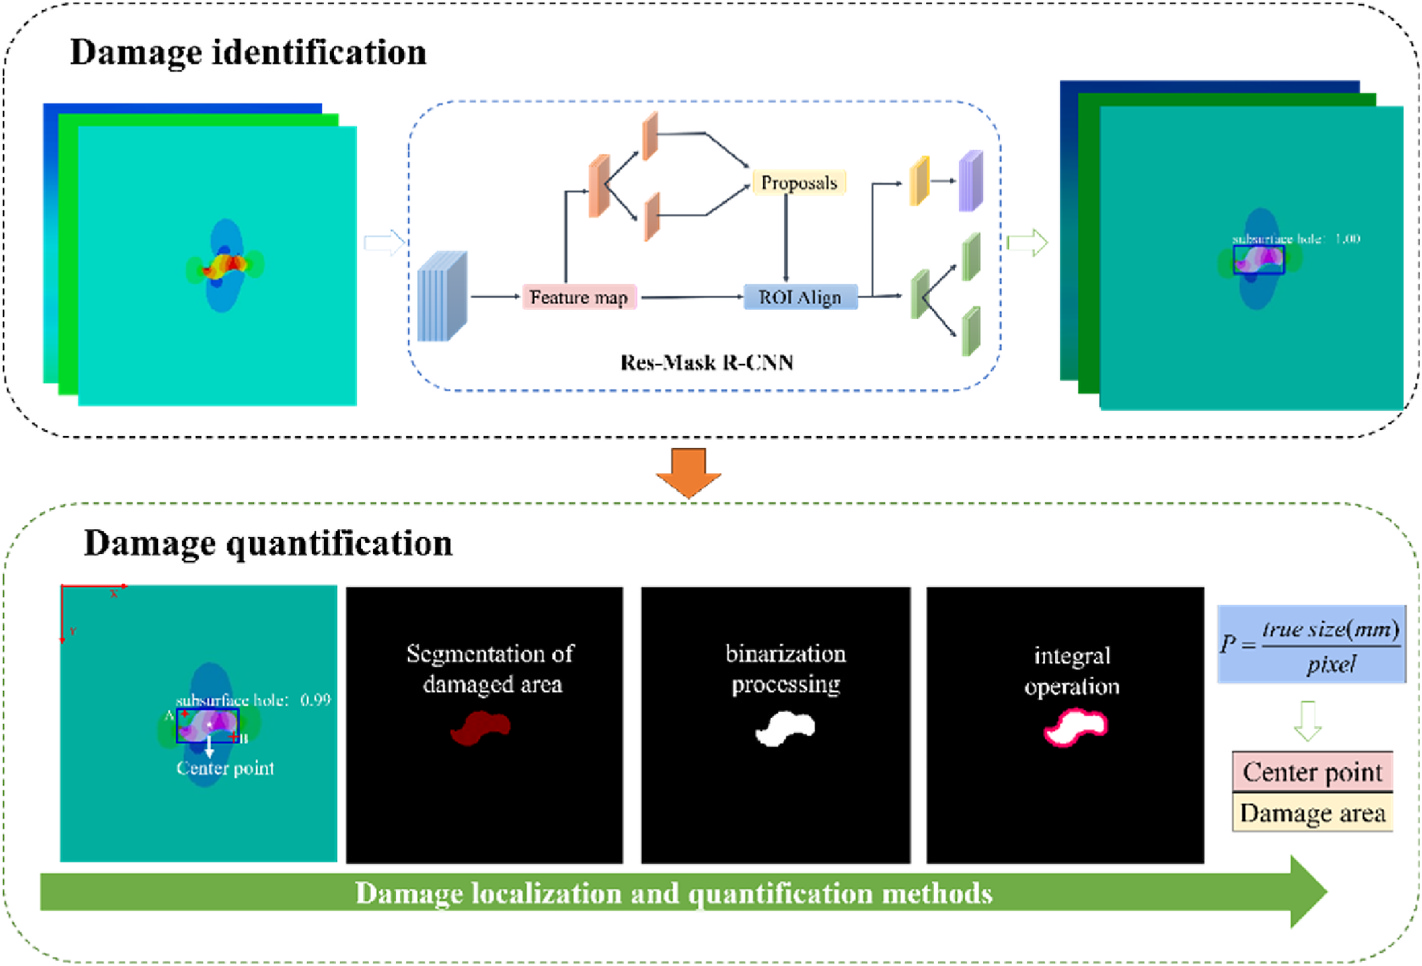 Damage identification
subsurface hole: 1.00
Proposals
Feature map
ROI Align
Res-Mask R-CNN
Damage quantification
X
Y
subsurface hole: 0.99
A
B
Center point
Segmentation of
damaged area
binarization
processing
integral
operation
P = true size(mm) / pixel
Center point
Damage area
Damage localization and quantification methods